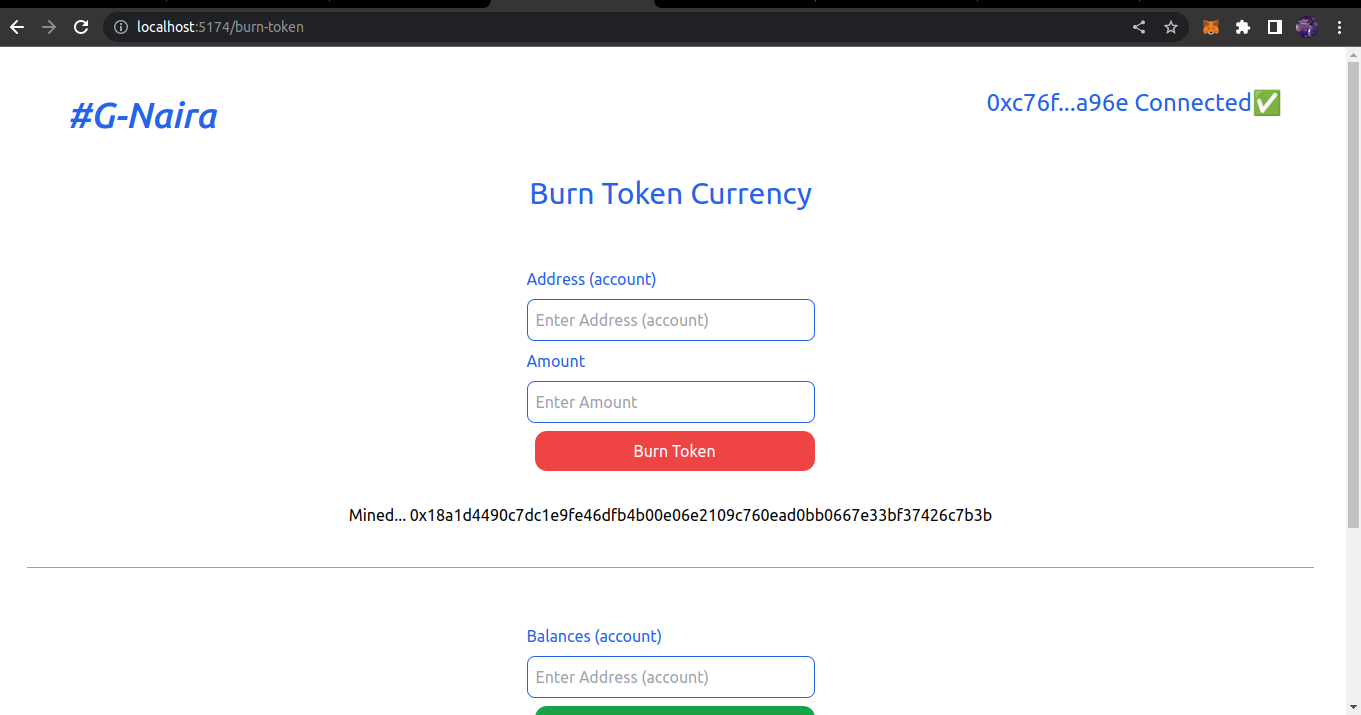 localhost:5174/burn-token
#G-Naira
0xc76f...a96e Connected✅
Burn Token Currency
Address (account)
Enter Address (account)
Amount
Enter Amount
Burn Token
Mined... 0x18a1d4490c7dc1e9fe46dfb4b00e06e2109c760ead0bb0667e33bf37426c7b3b
Balances (account)
Enter Address (account)